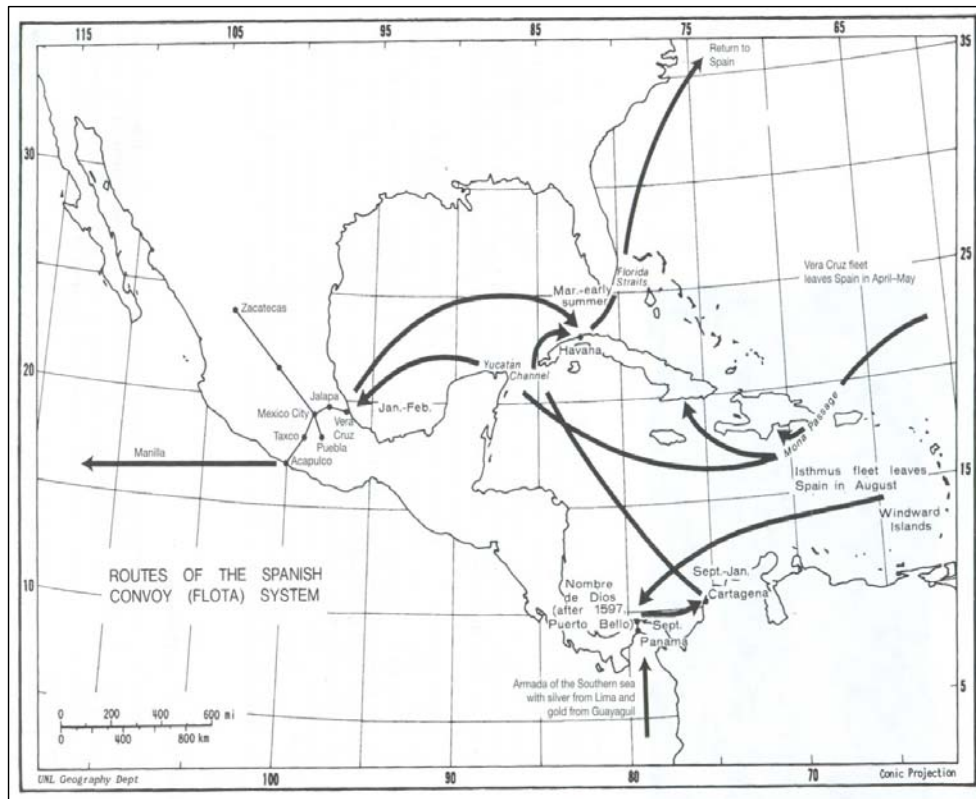 115
105
95
85
75
65
35
Return to
Spain
30
25
Vera Cruz fleet
leaves Spain in April–May
Florida
Straits
Mar.-early
summer
Zacatecas
Havana
20
Yucatán
Channel
Jalapa
Jan.-Feb.
Mexico City
Vera
Cruz
Taxco
Puebla
Mona Passage
Manilla
Acapulco
15
Isthmus fleet leaves
Spain in August
Windward
Islands
ROUTES OF THE SPANISH
CONVOY (FLOTA) SYSTEM
10
Sept.-Jan.
Cartagena
Nombre
de Dios
(after 1597
Puerto Bello)
Sept.
Panama
5
Armada of the Southern sea
with silver from Lima and
gold from Guayaguil
0 200 400 600 mi
0 400 800 km
UNL Geography Dept
100
90
80
70
Conic Projection